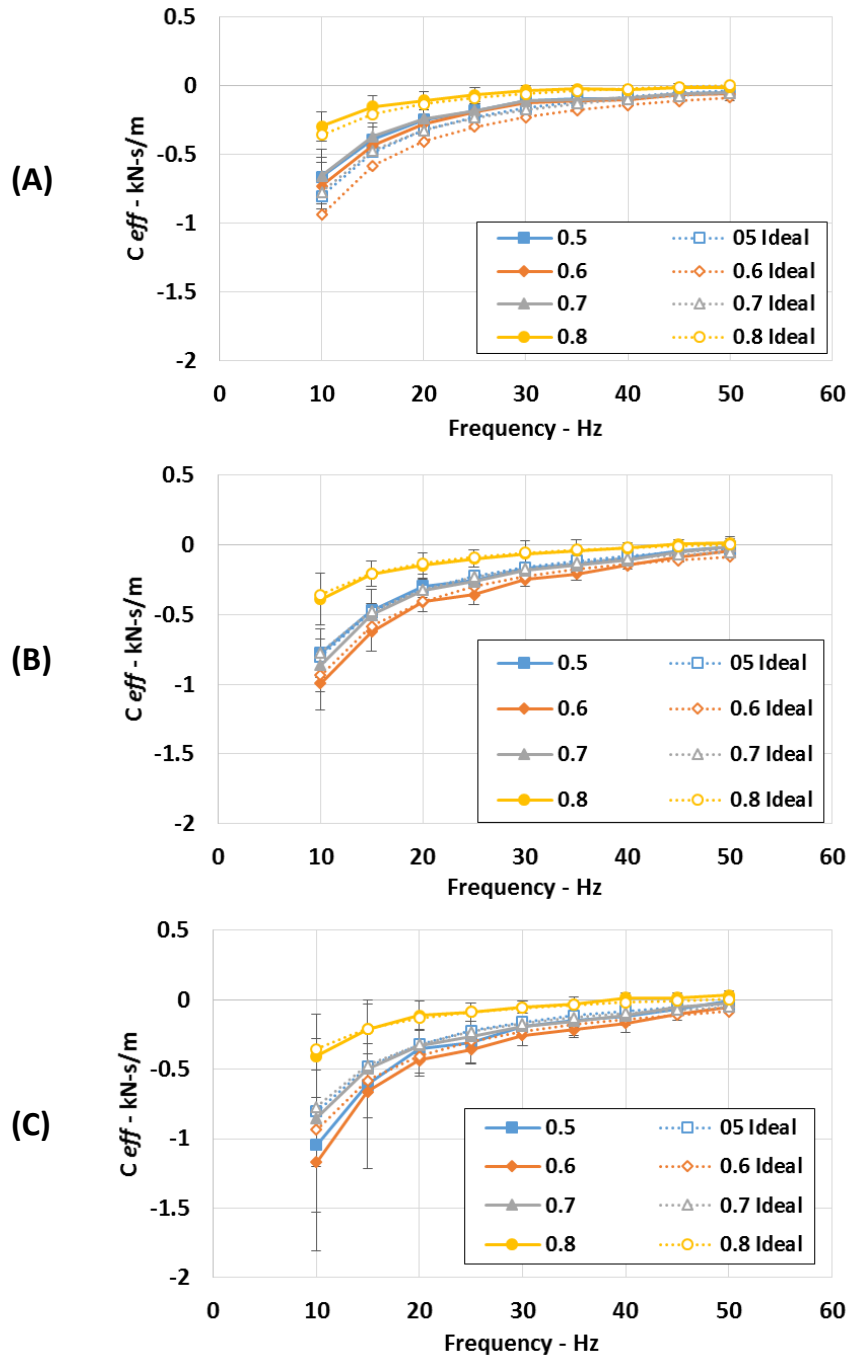 (A)
C eff - kN-s/m
0.5
0
-0.5
-1
-1.5
-2
0 10 20 30 40 50 60
Frequency - Hz
0.5 05 Ideal
0.6 0.6 Ideal
0.7 0.7 Ideal
0.8 0.8 Ideal
(B)
C eff - kN-s/m
0.5
0
-0.5
-1
-1.5
-2
0 10 20 30 40 50 60
Frequency - Hz
0.5 05 Ideal
0.6 0.6 Ideal
0.7 0.7 Ideal
0.8 0.8 Ideal
(C)
C eff - kN-s/m
0.5
0
-0.5
-1
-1.5
-2
0 10 20 30 40 50 60
Frequency - Hz
0.5 05 Ideal
0.6 0.6 Ideal
0.7 0.7 Ideal
0.8 0.8 Ideal